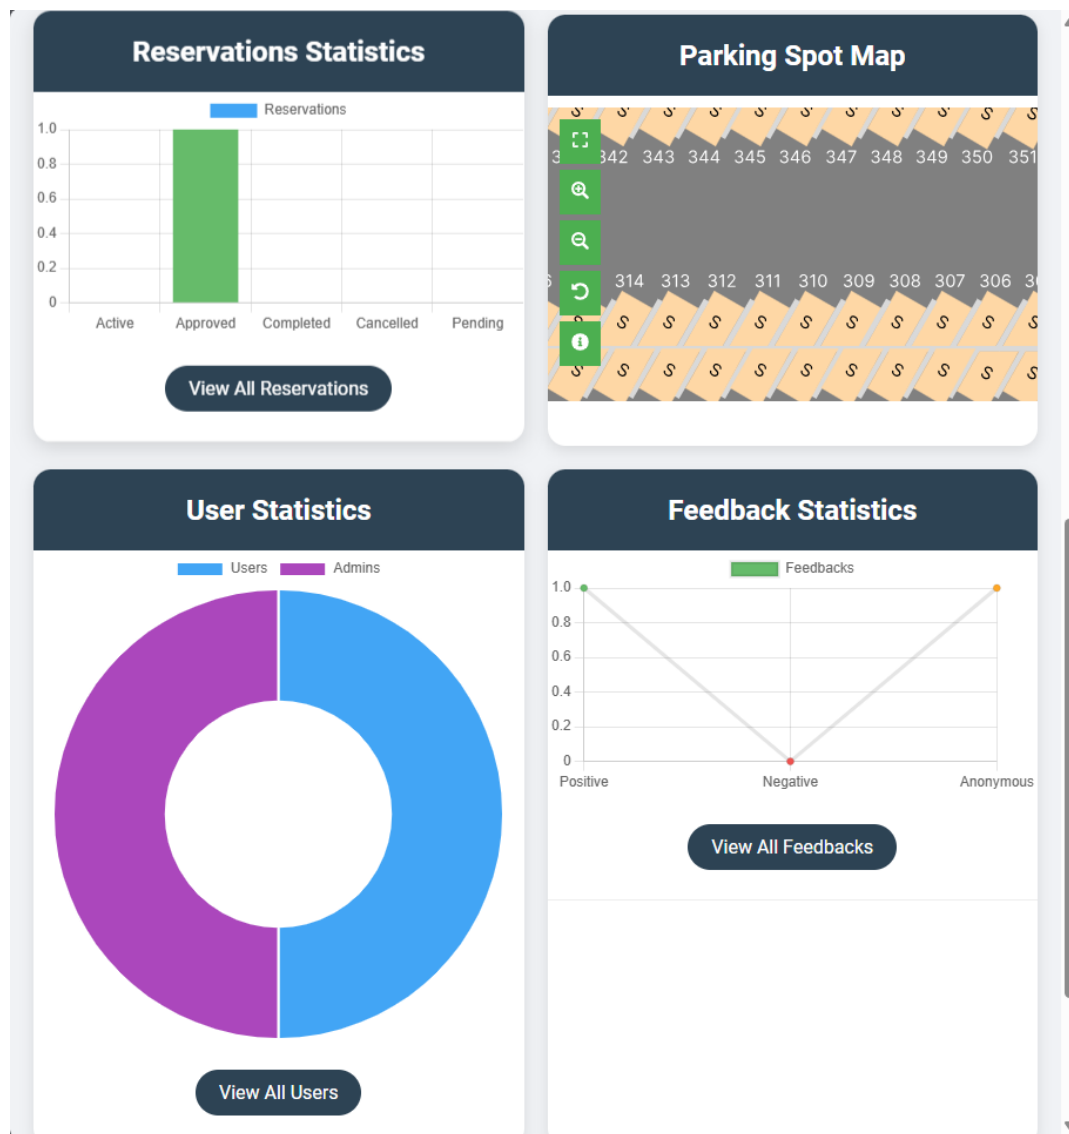 Reservations Statistics
Reservations
1.0
0.8
0.6
0.4
0.2
0
Active Approved Completed Cancelled Pending
View All Reservations
Parking Spot Map
342 343 344 345 346 347 348 349 350 351
314 313 312 311 310 309 308 307 306
S S S S S S S S S S
S S S S S S S S S S
User Statistics
Users Admins
View All Users
Feedback Statistics
Feedbacks
1.0
0.8
0.6
0.4
0.2
0
Positive Negative Anonymous
View All Feedbacks